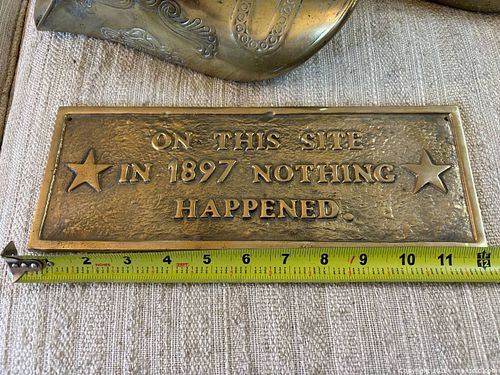 ON THIS SITE
IN 1897 NOTHING
HAPPENED.
2 3 4 5 6 7 8 9 10 11